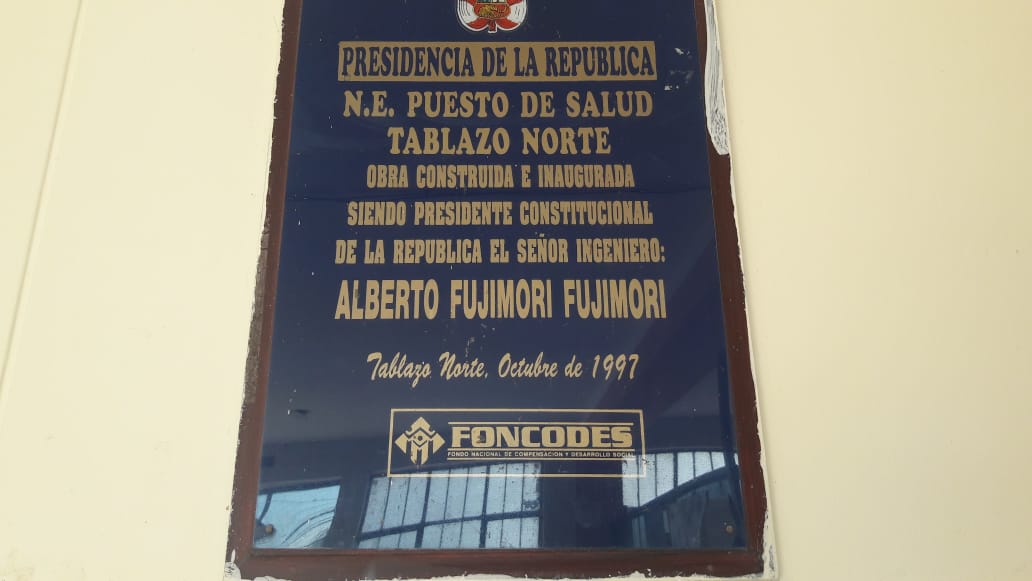 PRESIDENCIA DE LA REPUBLICA
N.E. PUESTO DE SALUD
TABLAZO NORTE
OBRA CONSTRUIDA E INAUGURADA
SIENDO PRESIDENTE CONSTITUCIONAL
DE LA REPUBLICA EL SEÑOR INGENIERO:
ALBERTO FUJIMORI FUJIMORI
Tablazo Norte, Octubre de 1997
FONCODES
FONDO NACIONAL DE COMPENSACION Y DESARROLLO SOCIAL